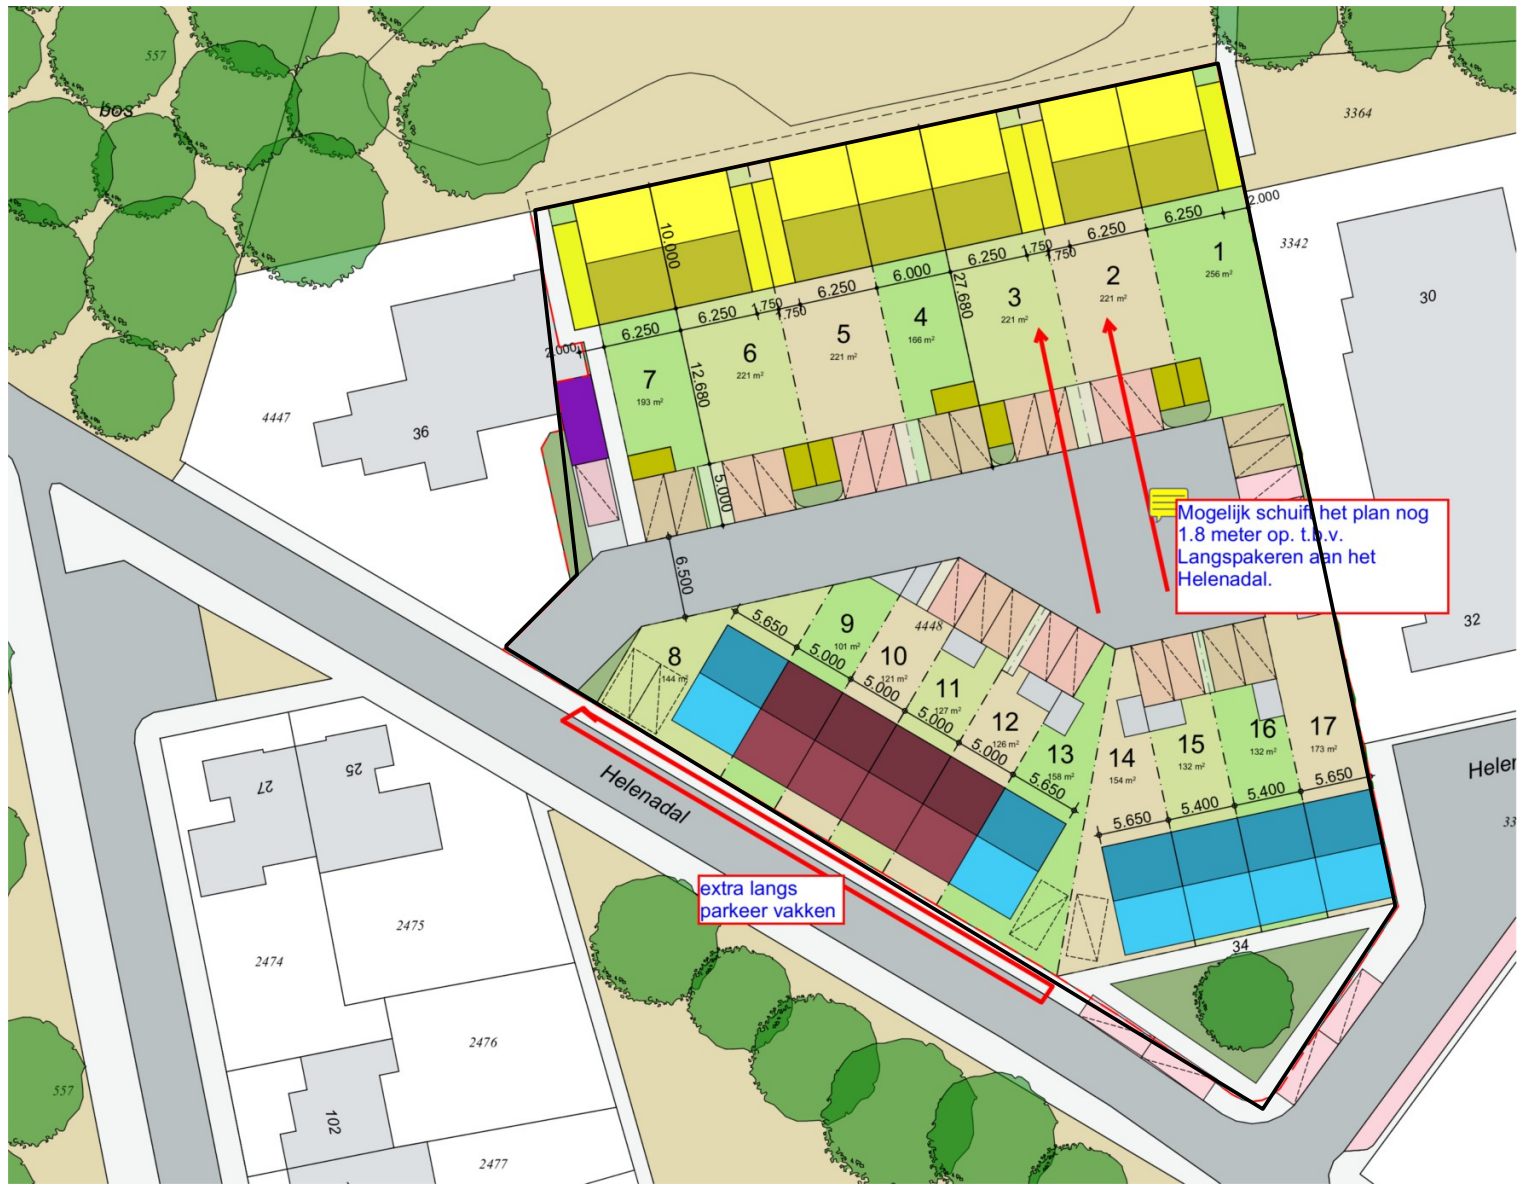 557
bos
3364
2.000
6.250
3342
1
256 m²
30
10.000
6.250
1.750
1.750
6.250
2
221 m²
6.000
27.680
3
221 m²
6.250
1.750
1.750
6.250
4
166 m²
5
221 m²
2.000
6.250
6
221 m²
7
193 m²
12.680
4447
36
5.000
Mogelijk schuift het plan nog
1.8 meter op. t.b.v.
Langspakeren aan het
Helenadal.
6.500
32
5.650
9
101 m²
4448
8
144 m²
5.000
10
121 m²
5.000
11
127 m²
5.000
12
126 m²
5.000
13
158 m²
5.650
14
154 m²
15
132 m²
16
132 m²
17
173 m²
5.650
5.400
5.400
5.650
Helenadal
27
25
extra langs
parkeer vakken
34
2475
2474
2476
557
102
2477